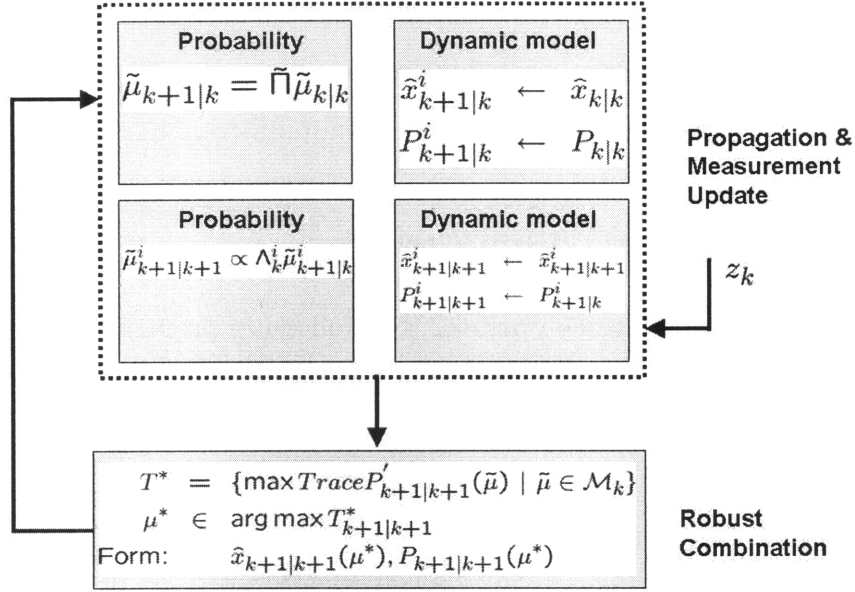 Probability
μ̃_{k+1|k} = Π̃μ̃_{k|k}
Dynamic model
x̂^i_{k+1|k} ← x̂_{k|k}
P^i_{k+1|k} ← P_{k|k}
Probability
μ̃^i_{k+1|k+1} ∝ Λ^i_k μ̃^i_{k+1|k}
Dynamic model
x̂^i_{k+1|k+1} ← x̂^i_{k+1|k+1}
P^i_{k+1|k+1} ← P^i_{k+1|k}
Propagation &
Measurement
Update
z_k
T* = {max TraceP'_{k+1|k+1}(μ̃) | μ̃ ∈ M_k}
μ* ∈ arg max T*_{k+1|k+1}
Form: x̂_{k+1|k+1}(μ*), P_{k+1|k+1}(μ*)
Robust
Combination